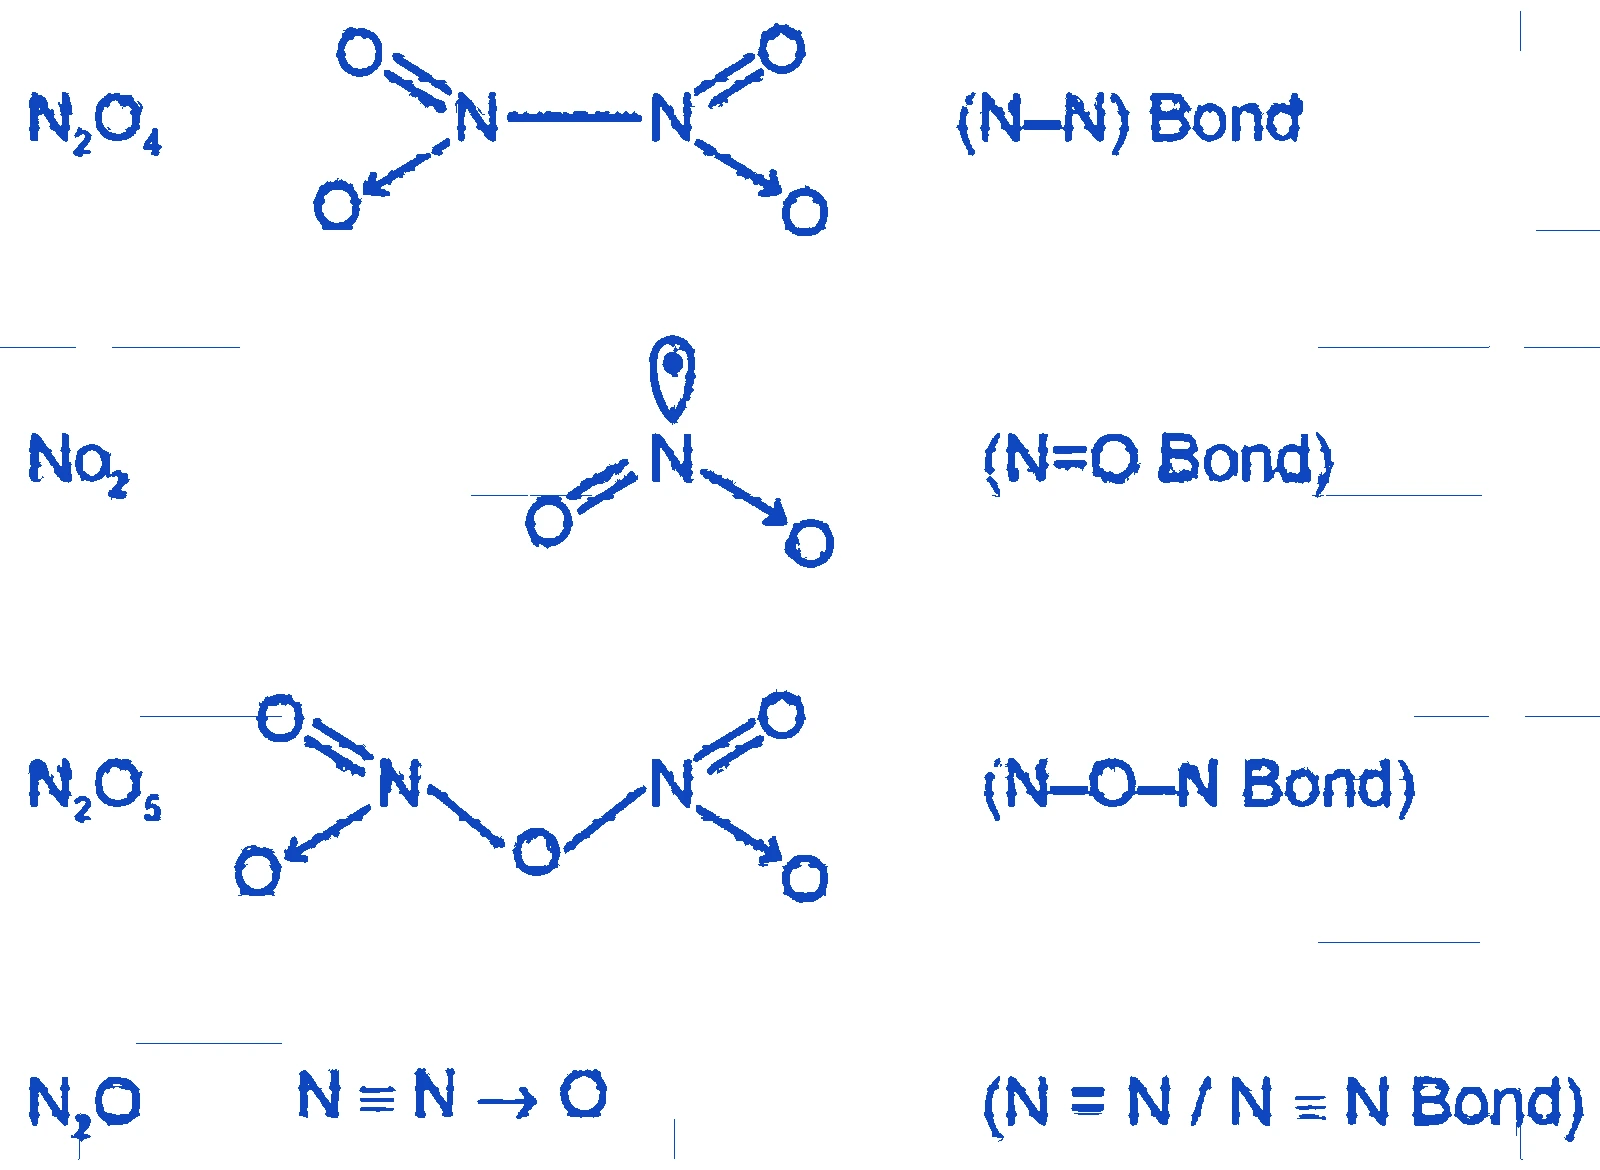 O O
N₂O₄ N N (N–N) Bond
O O
No₂ N (N=O Bond)
O O
O O
N₂O₅ N N (N–O–N Bond)
O O O
N₂O N ≡ N → O (N = N / N ≡ N Bond)